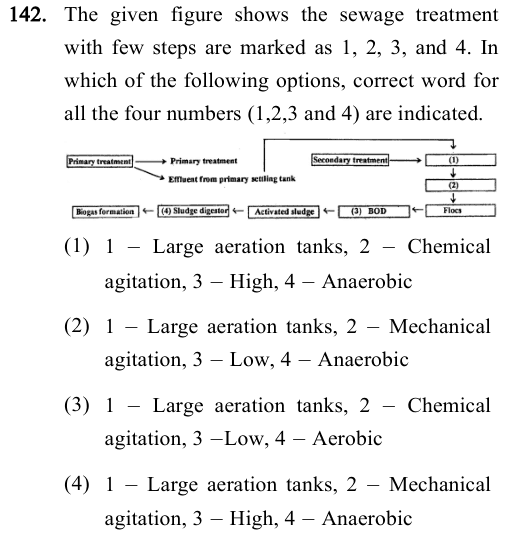 142. The given figure shows the sewage treatment
with few steps are marked as 1, 2, 3, and 4. In
which of the following options, correct word for
all the four numbers (1,2,3 and 4) are indicated.
Primary treatment → Primary treatment Secondary treatment → (1)
Effluent from primary settling tank
(2)
Biogas formation ← (4) Sludge digestor ← Activated sludge ← (3) BOD ← Flocs
(1) 1 – Large aeration tanks, 2 – Chemical
agitation, 3 – High, 4 – Anaerobic
(2) 1 – Large aeration tanks, 2 – Mechanical
agitation, 3 – Low, 4 – Anaerobic
(3) 1 – Large aeration tanks, 2 – Chemical
agitation, 3 –Low, 4 – Aerobic
(4) 1 – Large aeration tanks, 2 – Mechanical
agitation, 3 – High, 4 – Anaerobic